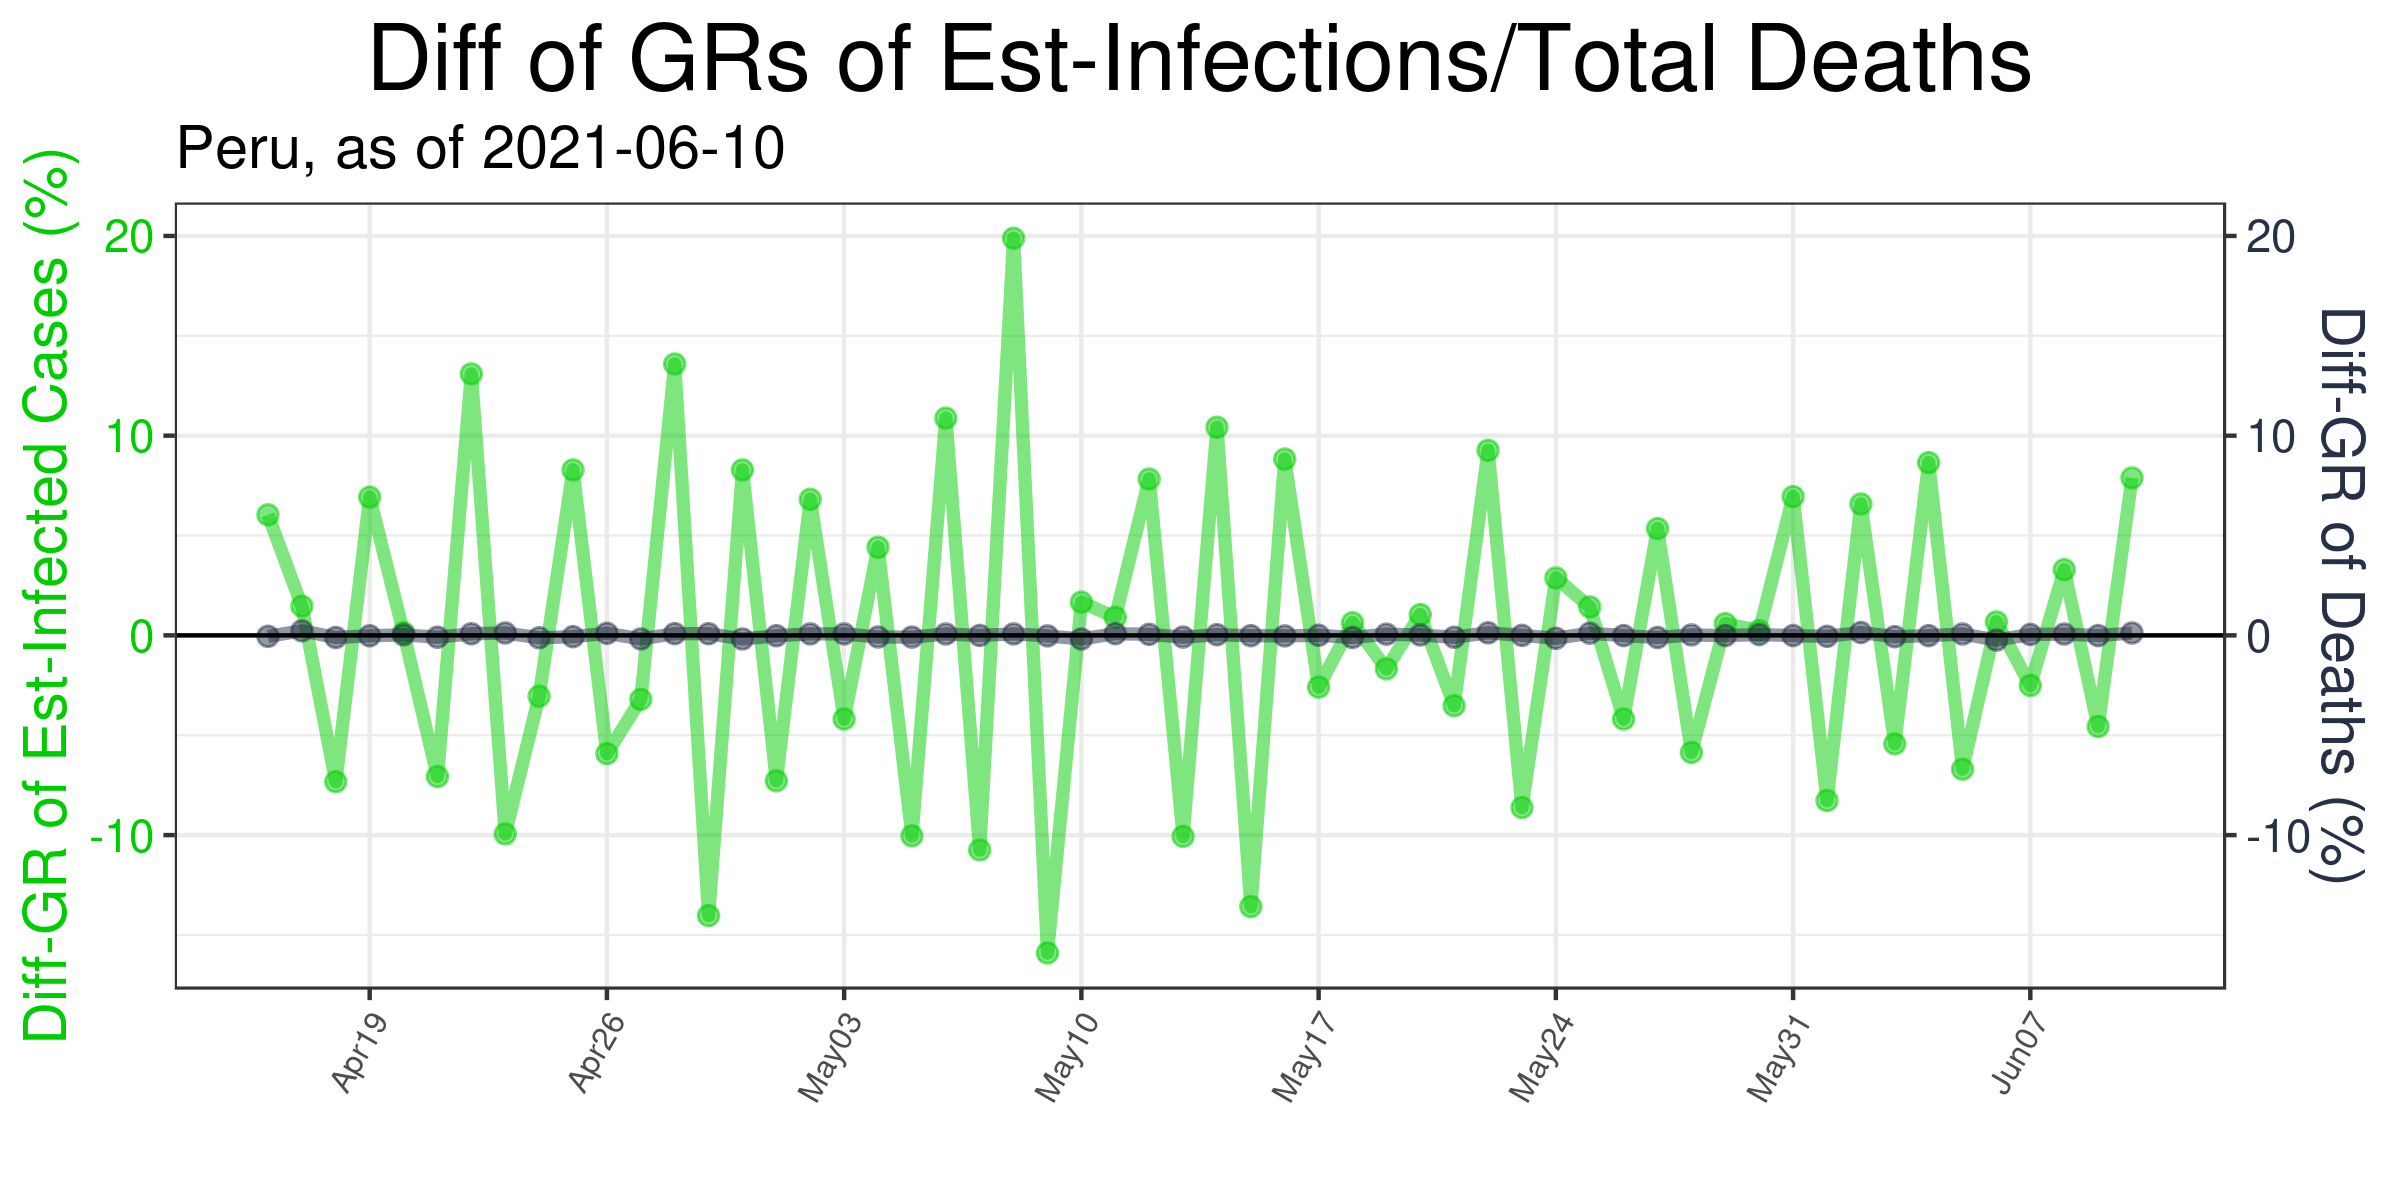 Diff of GRs of Est-Infections/Total Deaths
Peru, as of 2021-06-10
Diff-GR of Est-Infected Cases (%)
20
10
0
-10
20
10
0
-10
Diff-GR of Deaths (%)
Apr19
Apr26
May03
May10
May17
May24
May31
Jun07